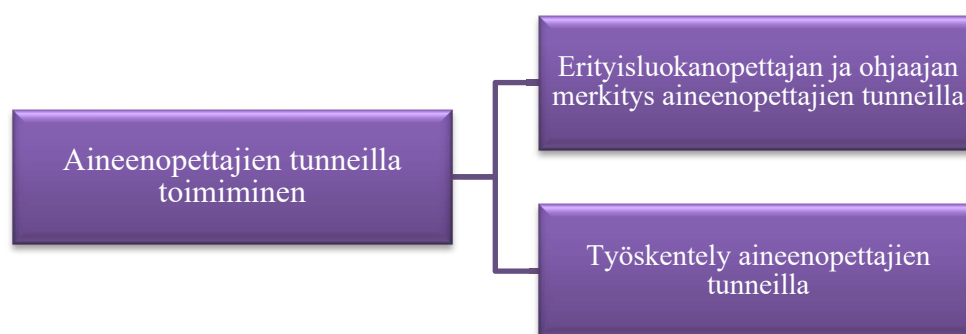 Aineenopettajien tunneilla
toimiminen
Erityisluokanopettajan ja ohjaajan
merkitys aineenopettajien tunneilla
Työskentely aineenopettajien
tunneilla